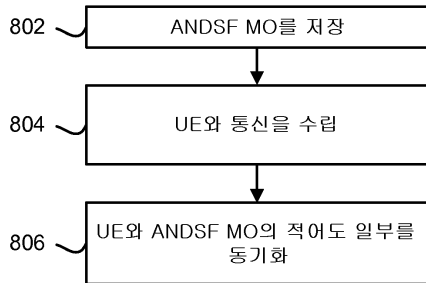 802
ANDSF MO를 저장
804
UE와 통신을 수립
806
UE와 ANDSF MO의 적어도 일부를
동기화